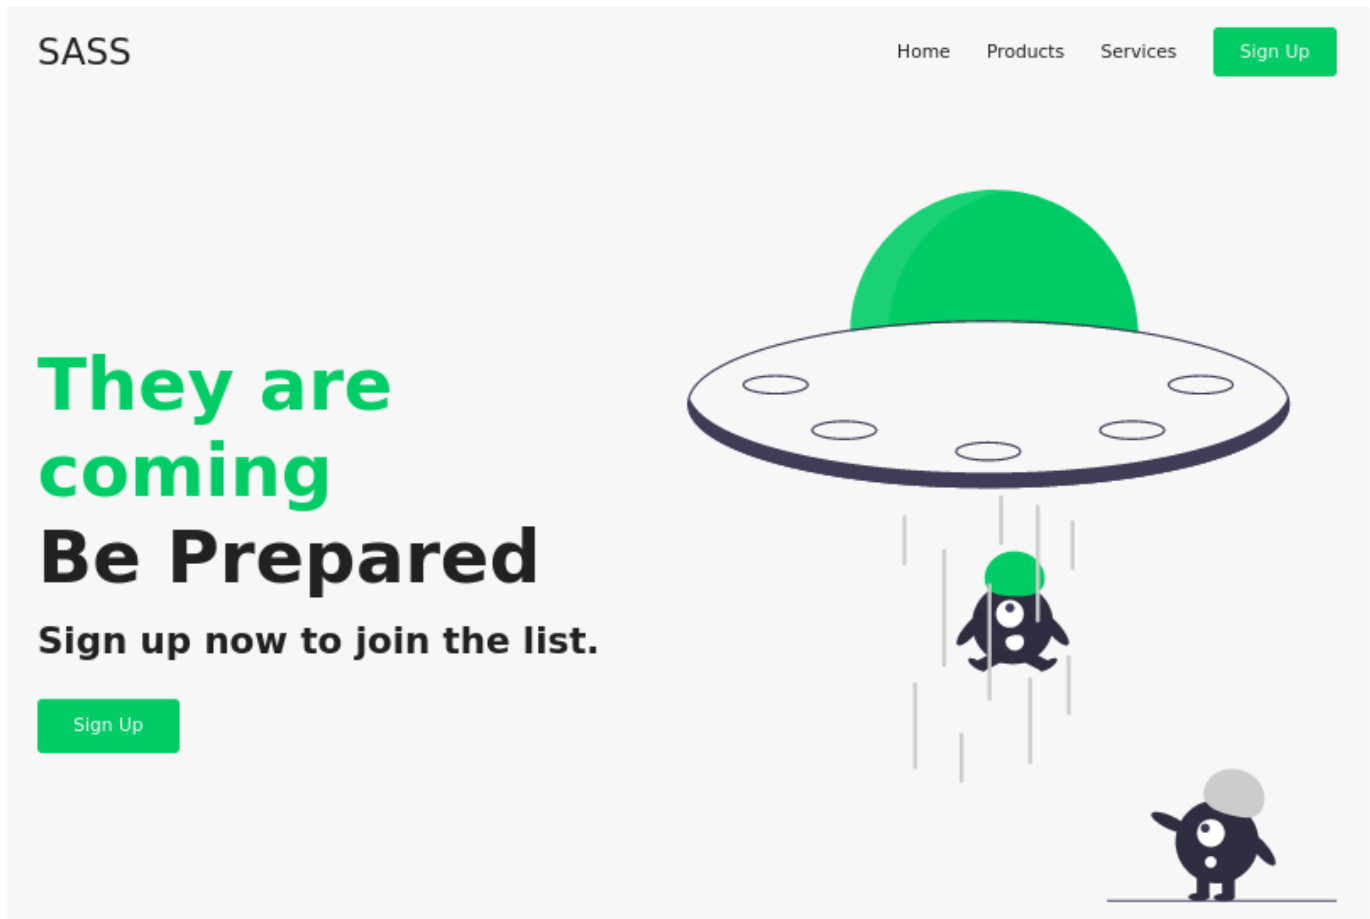 SASS
Home Products Services Sign Up
They are
coming
Be Prepared
Sign up now to join the list.
Sign Up